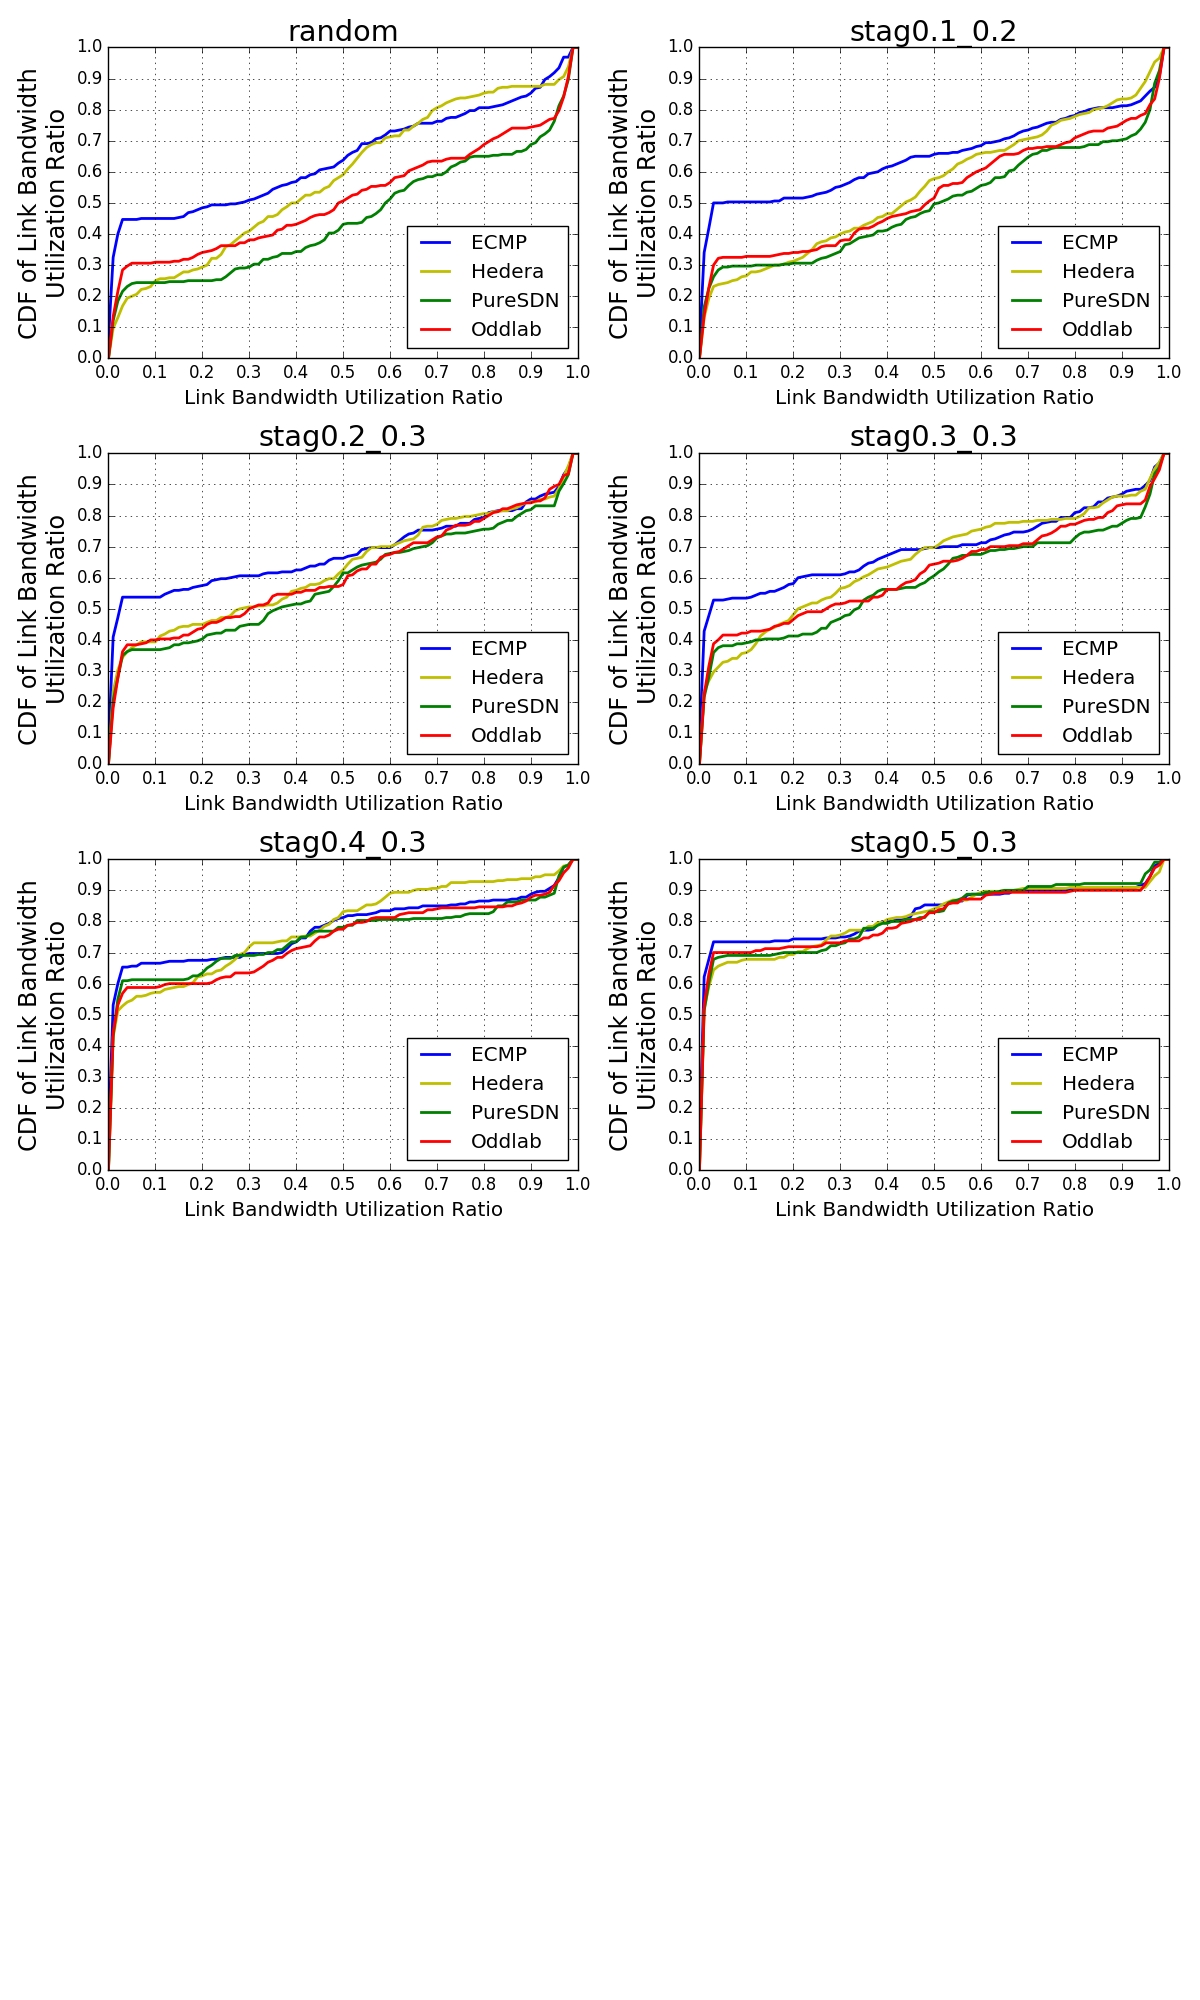 random
1.0
0.9
0.8
0.7
0.6
0.5
0.4
0.3
0.2
0.1
0.0
CDF of Link Bandwidth
Utilization Ratio
ECMP
Hedera
PureSDN
Oddlab
0.0 0.1 0.2 0.3 0.4 0.5 0.6 0.7 0.8 0.9 1.0
Link Bandwidth Utilization Ratio
stag0.1_0.2
1.0
0.9
0.8
0.7
0.6
0.5
0.4
0.3
0.2
0.1
0.0
CDF of Link Bandwidth
Utilization Ratio
ECMP
Hedera
PureSDN
Oddlab
0.0 0.1 0.2 0.3 0.4 0.5 0.6 0.7 0.8 0.9 1.0
Link Bandwidth Utilization Ratio
stag0.2_0.3
1.0
0.9
0.8
0.7
0.6
0.5
0.4
0.3
0.2
0.1
0.0
CDF of Link Bandwidth
Utilization Ratio
ECMP
Hedera
PureSDN
Oddlab
0.0 0.1 0.2 0.3 0.4 0.5 0.6 0.7 0.8 0.9 1.0
Link Bandwidth Utilization Ratio
stag0.3_0.3
1.0
0.9
0.8
0.7
0.6
0.5
0.4
0.3
0.2
0.1
0.0
CDF of Link Bandwidth
Utilization Ratio
ECMP
Hedera
PureSDN
Oddlab
0.0 0.1 0.2 0.3 0.4 0.5 0.6 0.7 0.8 0.9 1.0
Link Bandwidth Utilization Ratio
stag0.4_0.3
1.0
0.9
0.8
0.7
0.6
0.5
0.4
0.3
0.2
0.1
0.0
CDF of Link Bandwidth
Utilization Ratio
ECMP
Hedera
PureSDN
Oddlab
0.0 0.1 0.2 0.3 0.4 0.5 0.6 0.7 0.8 0.9 1.0
Link Bandwidth Utilization Ratio
stag0.5_0.3
1.0
0.9
0.8
0.7
0.6
0.5
0.4
0.3
0.2
0.1
0.0
CDF of Link Bandwidth
Utilization Ratio
ECMP
Hedera
PureSDN
Oddlab
0.0 0.1 0.2 0.3 0.4 0.5 0.6 0.7 0.8 0.9 1.0
Link Bandwidth Utilization Ratio